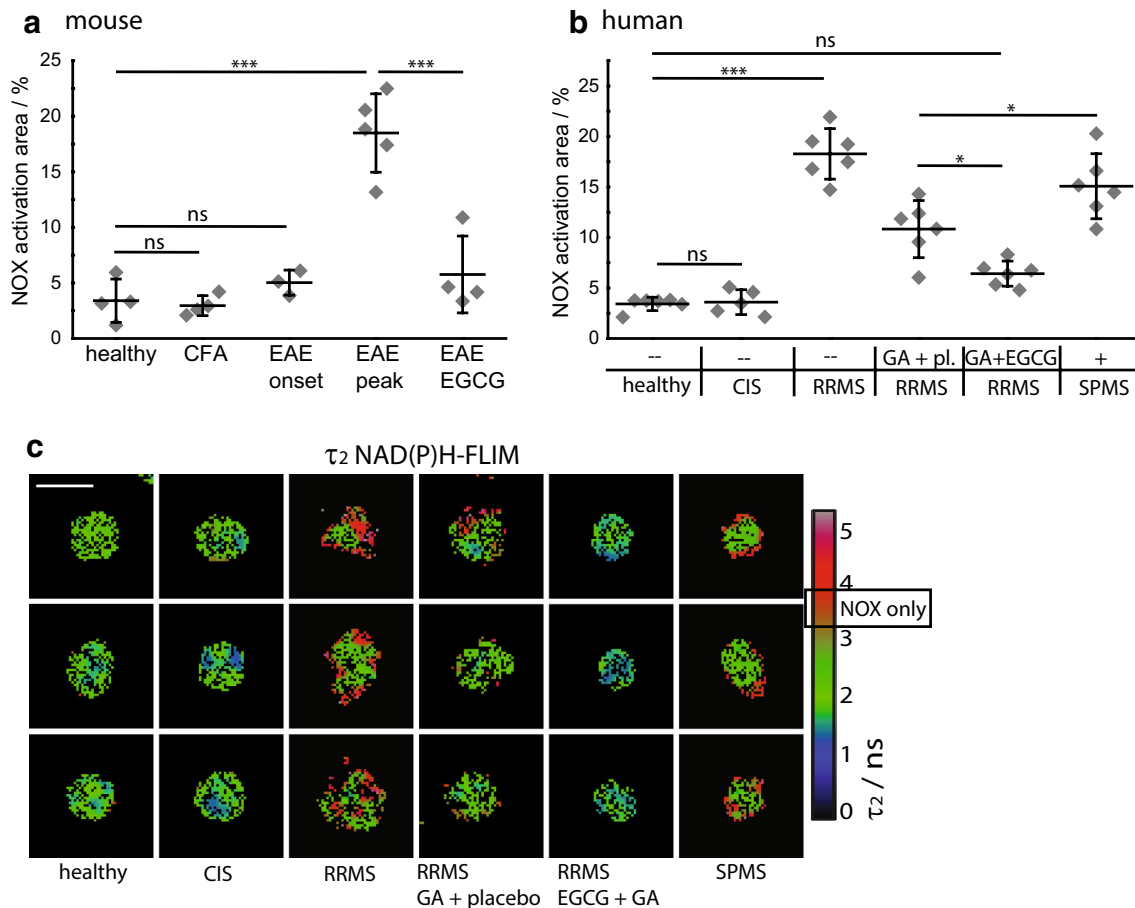 a mouse
NOX activation area / %
25
20
15
10
5
0
***
***
ns
ns
healthy
CFA
EAE
onset
EAE
peak
EAE
EGCG
b human
NOX activation area / %
25
20
15
10
5
0
ns
***
*
*
ns
-- -- -- GA + pl. GA+EGCG +
healthy CIS RRMS RRMS RRMS SPMS
c
τ2 NAD(P)H-FLIM
5
4
NOX only
3
2
1
0
τ2 / ns
healthy
CIS
RRMS
RRMS
GA + placebo
RRMS
EGCG + GA
SPMS